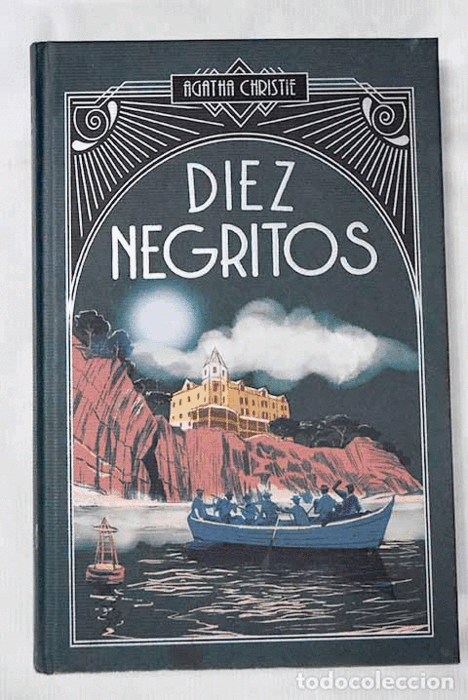 AGATHA CHRISTIE
DIEZ
NEGRITOS
todocoleccion